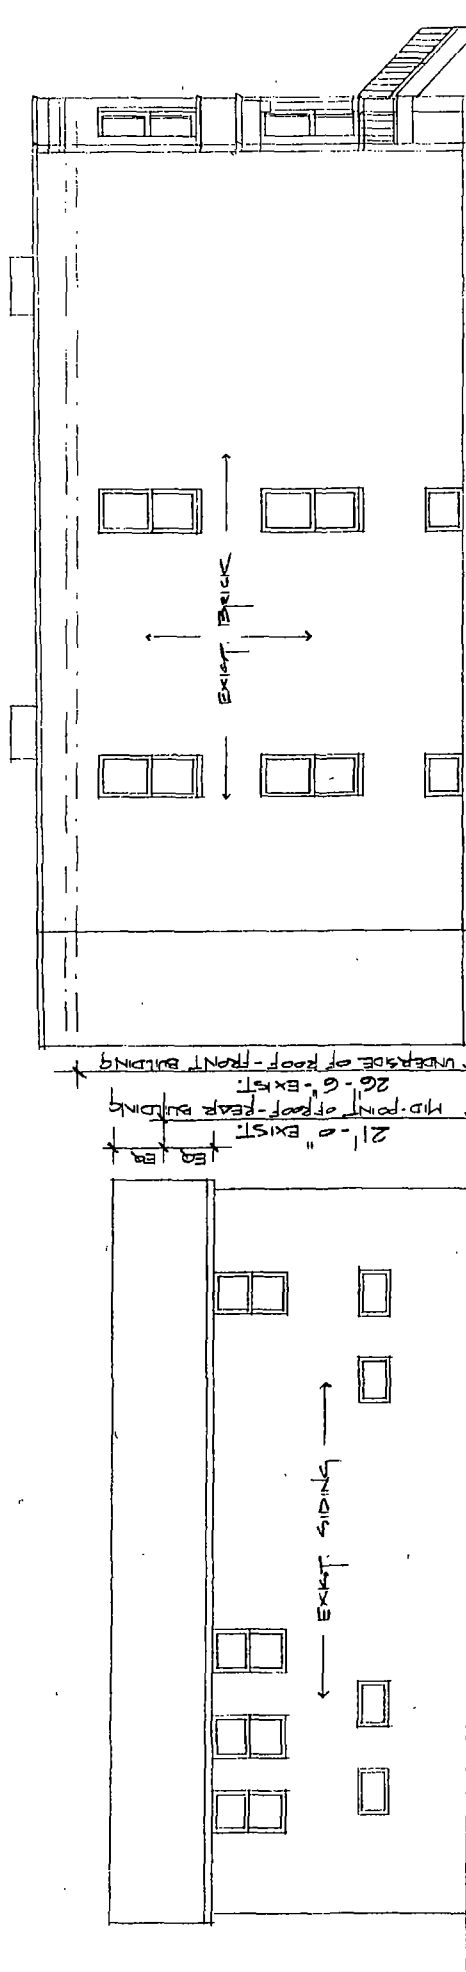 EXIST. BRICK
26'-6" EXIST.
UNDERSIDE OF ROOF-FRONT BUILDING
21'-0" EXIST.
MID-POINT OF ROOF-REAR BUILDING
EQ
EQ
EXIST. SIDING